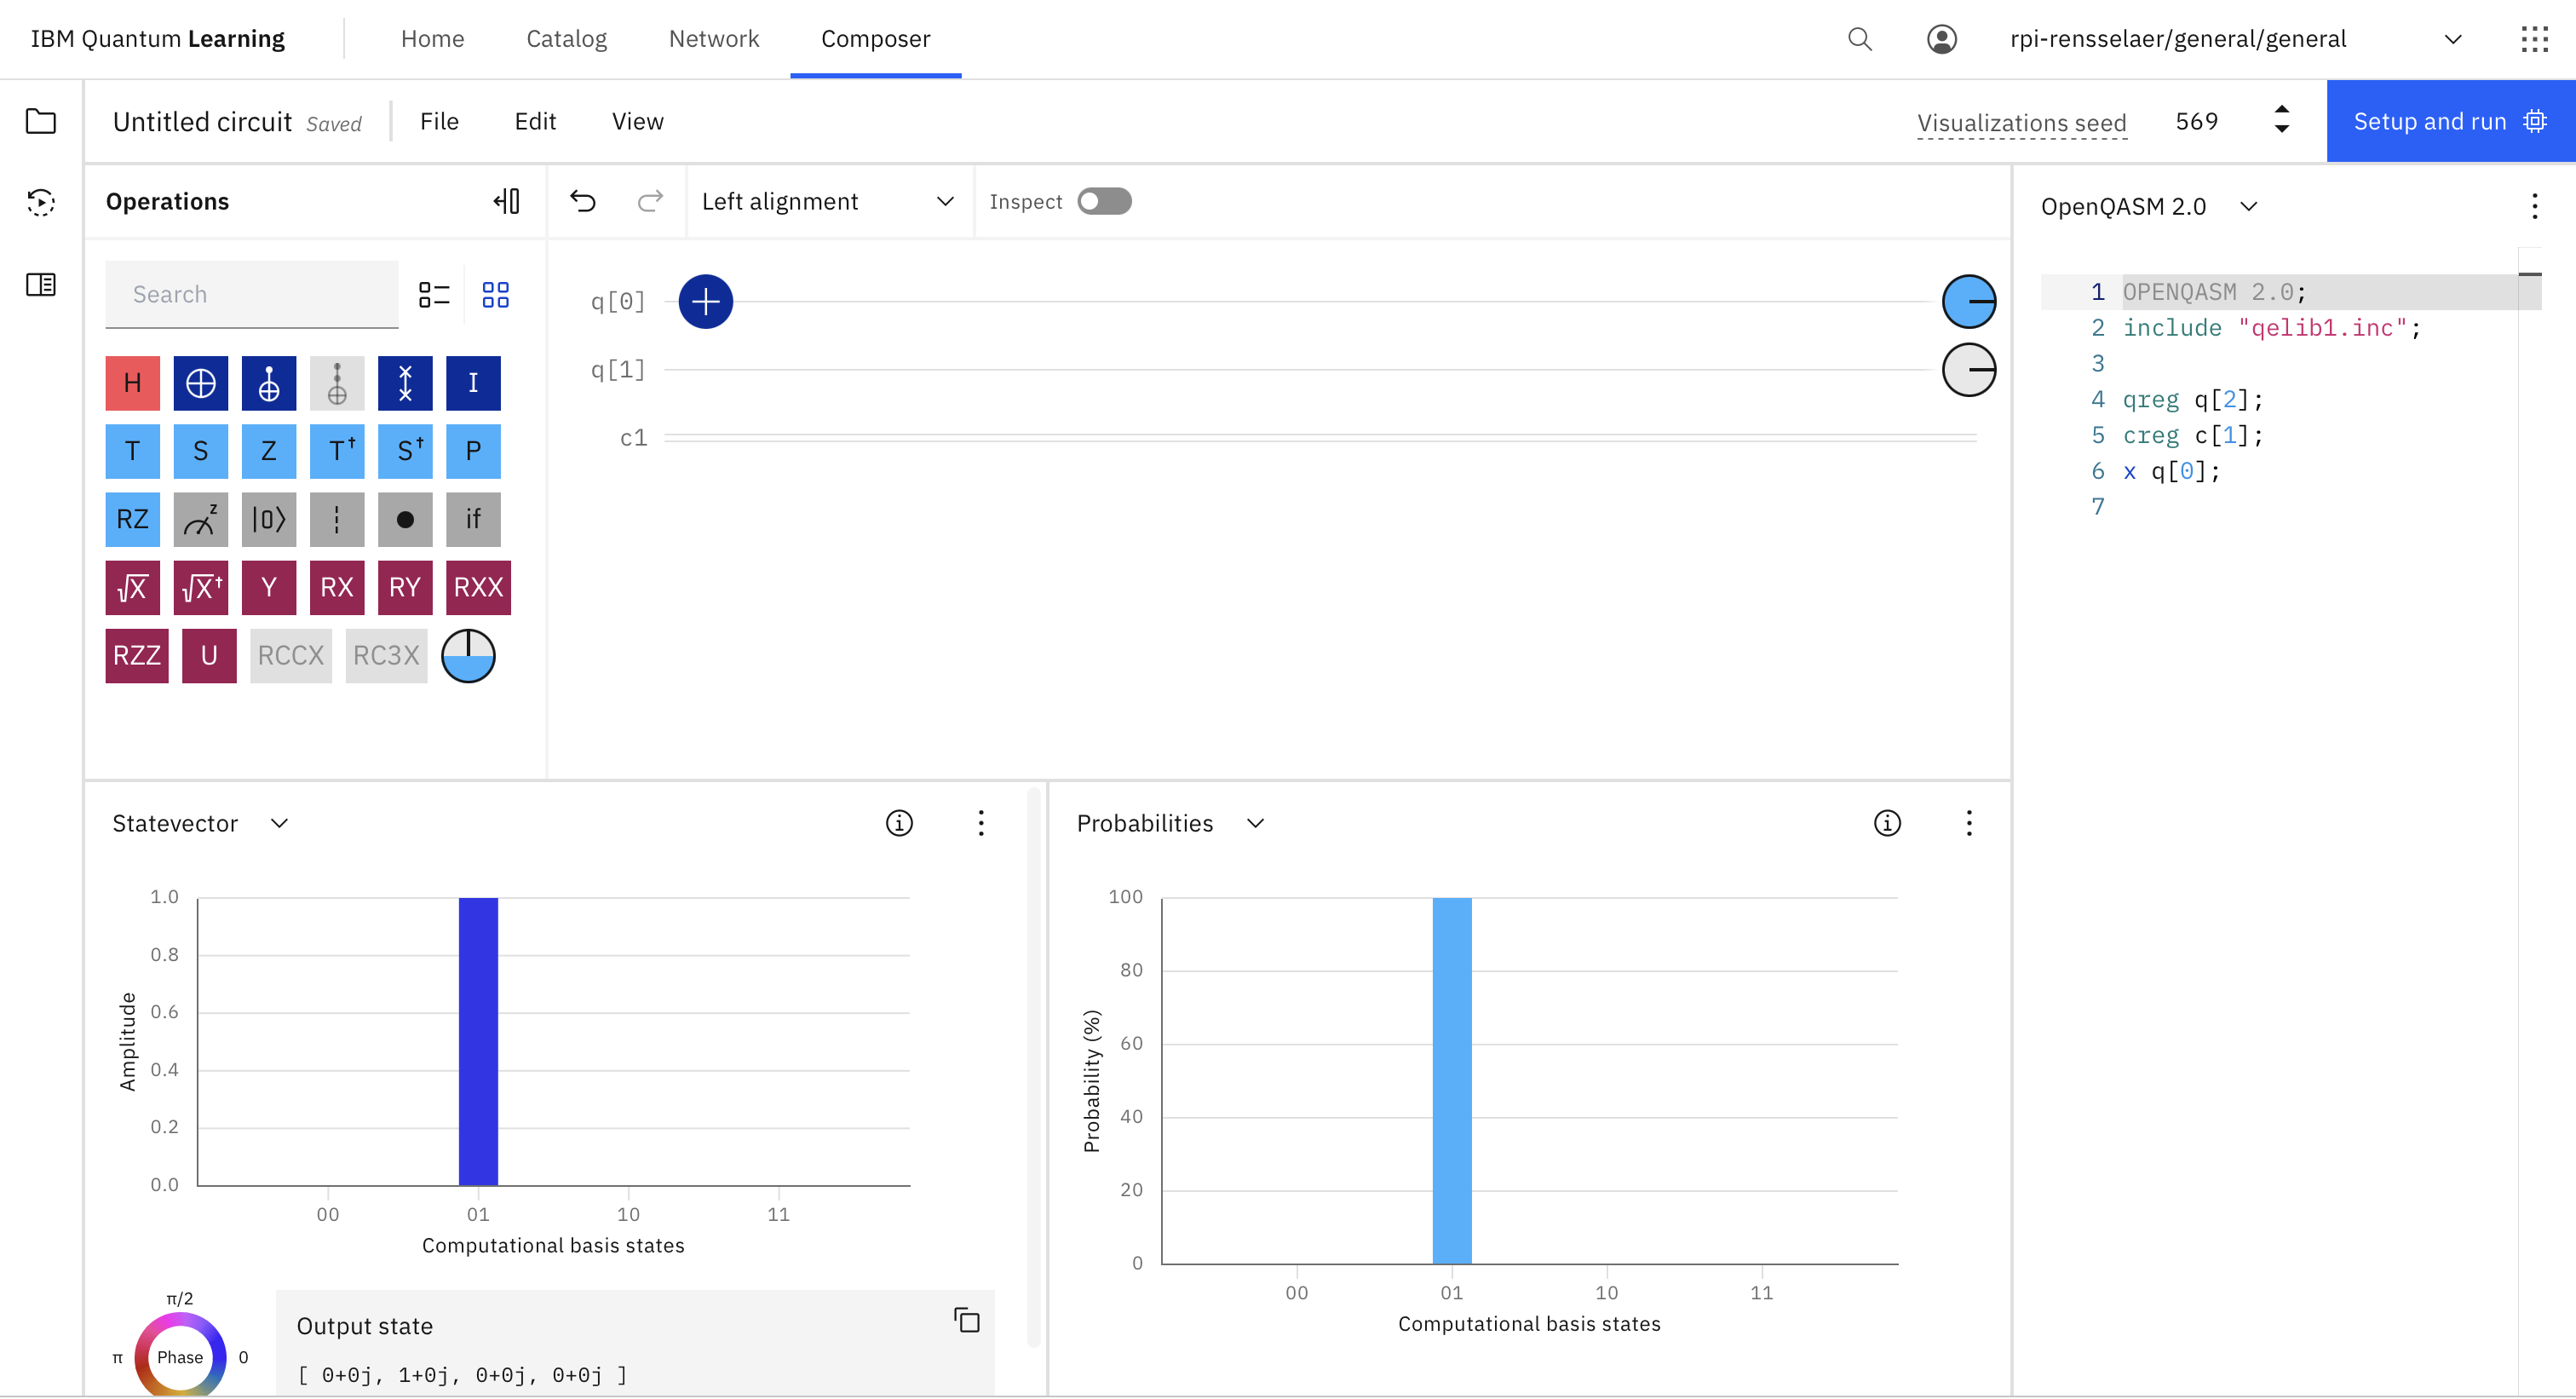 IBM Quantum Learning
Home
Catalog
Network
Composer
rpi-rensselaer/general/general
Untitled circuit Saved
File
Edit
View
Visualizations seed
569
Setup and run
Operations
Left alignment
Inspect
OpenQASM 2.0
Search
H
I
T S Z T† S† P
RZ z |0⟩ if
√X √X† Y RX RY RXX
RZZ U RCCX RC3X
q[0]
q[1]
c1
1 OPENQASM 2.0;
2 include "qelib1.inc";
3
4 qreg q[2];
5 creg c[1];
6 x q[0];
7
Statevector
1.0
0.8
0.6
0.4
0.2
0.0
Amplitude
00 01 10 11
Computational basis states
π/2
π Phase 0
Output state
[ 0+0j, 1+0j, 0+0j, 0+0j ]
Probabilities
100
80
60
40
20
0
Probability (%)
00 01 10 11
Computational basis states